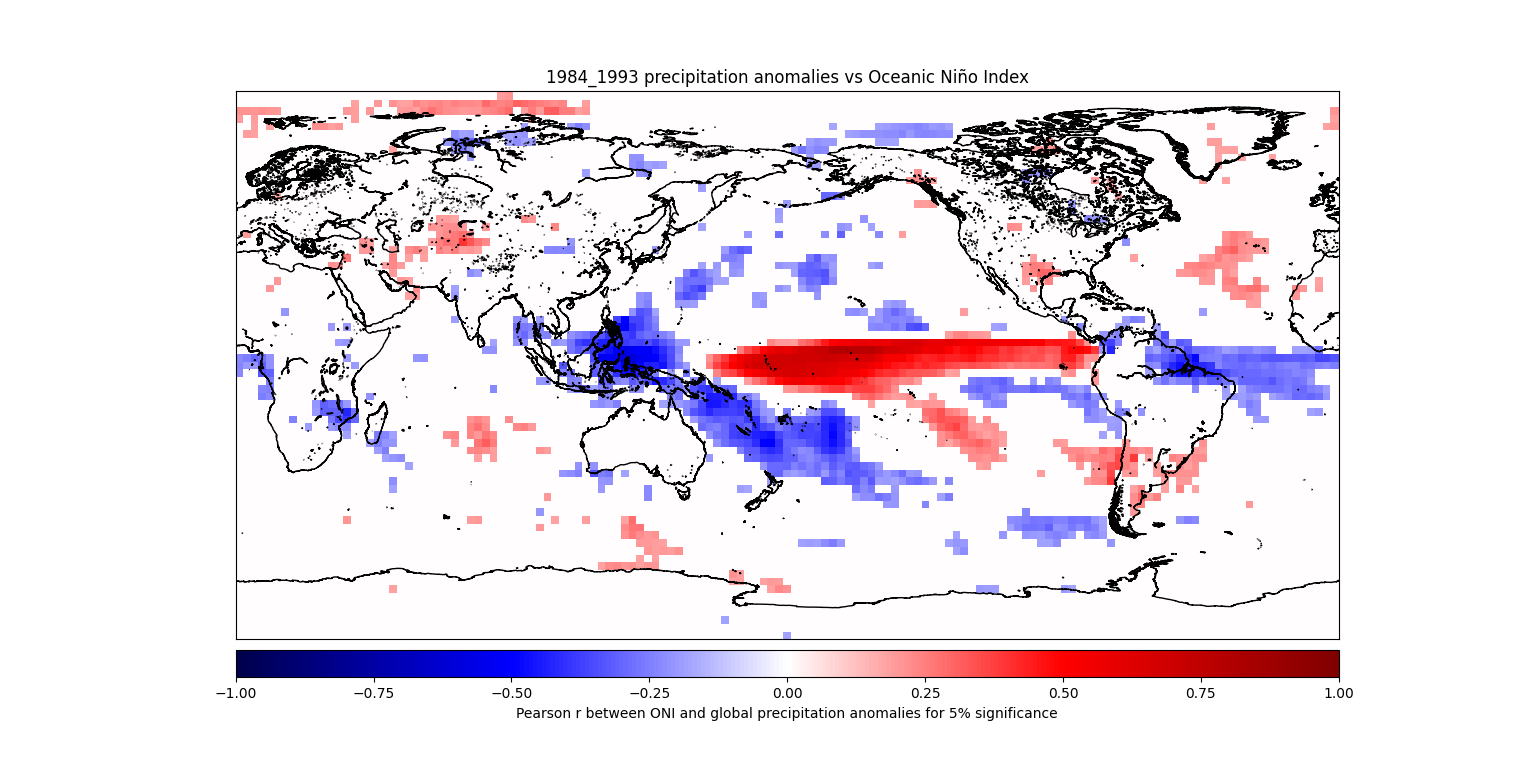 1984_1993 precipitation anomalies vs Oceanic Niño Index
−1.00 −0.75 −0.50 −0.25 0.00 0.25 0.50 0.75 1.00
Pearson r between ONI and global precipitation anomalies for 5% significance